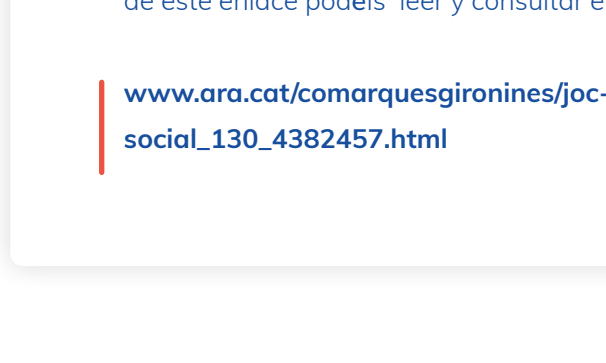 de este enlace podéis leer y consultar e
www.ara.cat/comarquesgironines/joc-
social_130_4382457.html